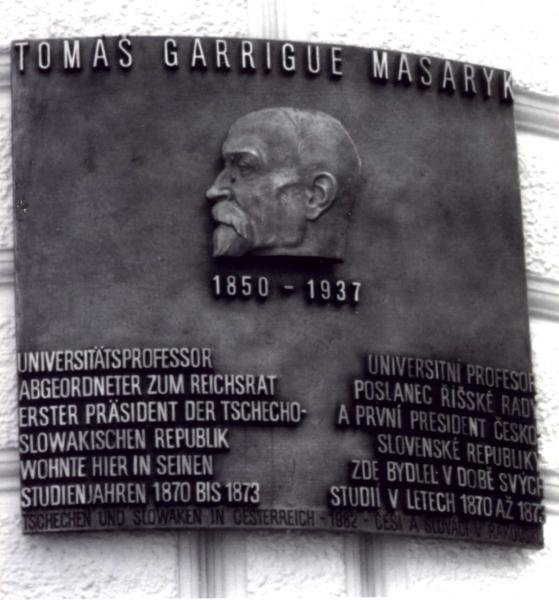 TOMÁŠ GARRIGUE MASARYK
1850 - 1937
UNIVERSITÄTSPROFESSOR
ABGEORDNETER ZUM REICHSRAT
ERSTER PRÄSIDENT DER TSCHECHO-
SLOWAKISCHEN REPUBLIK
WOHNTE HIER IN SEINEN
STUDIENJAHREN 1870 BIS 1873
UNIVERSITNÍ PROFESOR
POSLANEC ŘÍŠSKÉ RADY
A PRVNÍ PRESIDENT ČESKO-
SLOVENSKÉ REPUBLIKY
ZDE BYDLEL V DOBĚ SVÝCH
STUDIÍ V LETECH 1870 AŽ 1873
TSCHECHEN UND SLOWAKEN IN OESTERREICH - 1982 - ČEŠI A SLOVÁCI V RAKOUSKU